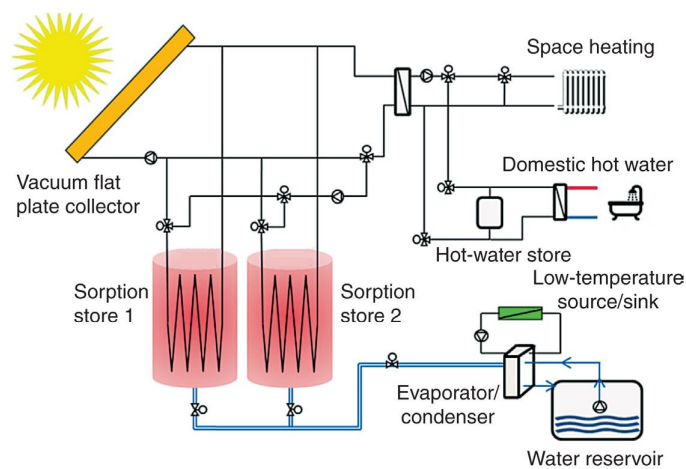 Space heating
Domestic hot water
Vacuum flat
plate collector
Hot-water store
Low-temperature
source/sink
Sorption
store 1
Sorption
store 2
Evaporator/
condenser
Water reservoir